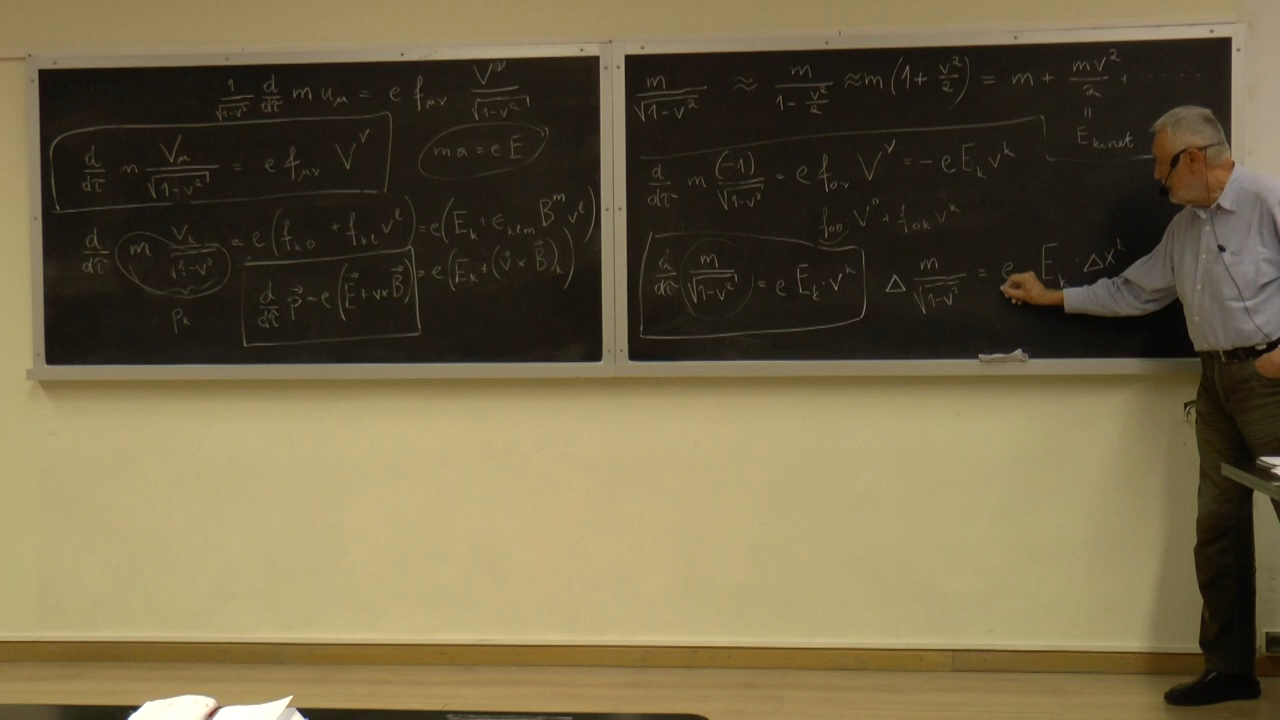 1/√(1-v²) d/dτ m u_μ = e f_μν V^ν/√(1-v²)
d/dτ m V_μ/√(1-v²) = e f_μν V^ν
ma = e E
d/dτ m V_k/√(1-v²) = e(f_k0 + f_kl v^l) = e(E_k + ϵ_klm B^m v^l)
= e(E_k + (v⃗ × B⃗)_k)
p_k
d/dτ p⃗ = e(E⃗ + v × B⃗)
m/√(1-v²) ≈ m/(1-v²/2) ≈ m(1 + v²/2) = m + mv²/2 + ......
=
E kinet
d/dτ m (-1)/√(1-v²) = e f_0ν V^ν = -e E_k v^k
f_00 V^0 + f_0k v^k
d/dτ m/√(1-v²) = e E_k · v^k
Δ m/√(1-v²) = e E_k · Δx^k